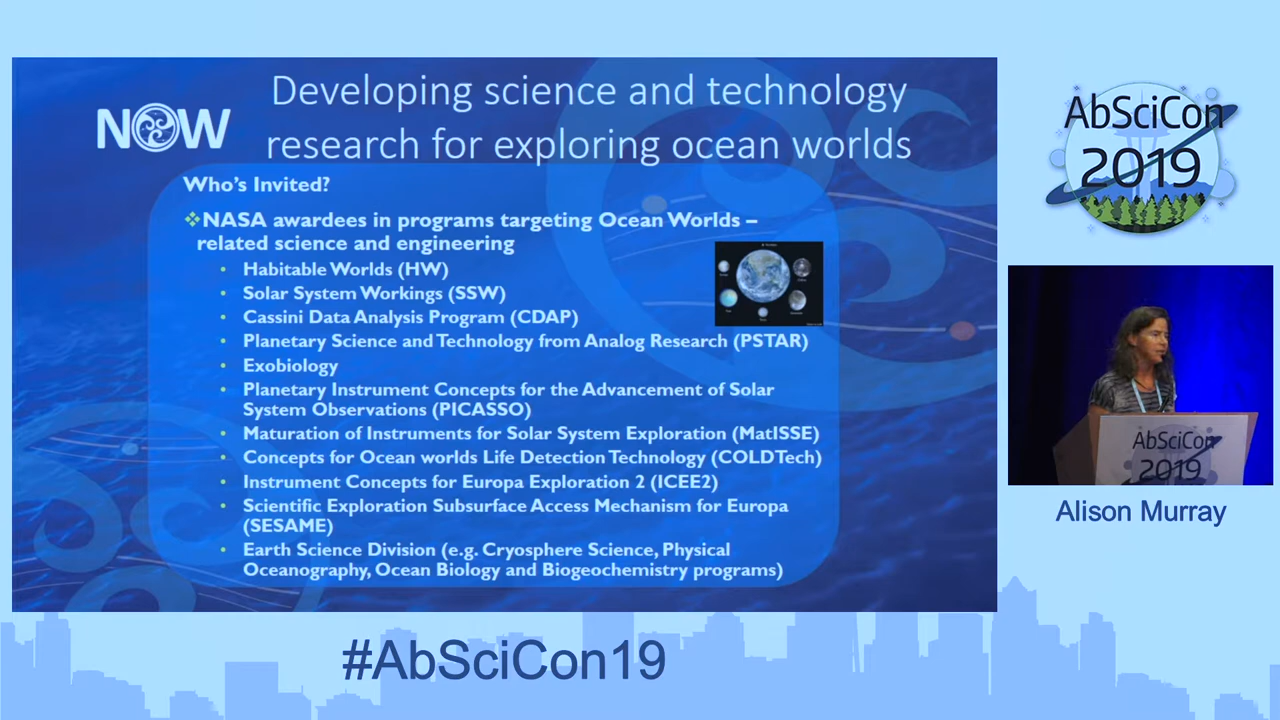 NOW
Developing science and technology
research for exploring ocean worlds
Who's Invited?
❖NASA awardees in programs targeting Ocean Worlds –
related science and engineering
• Habitable Worlds (HW)
• Solar System Workings (SSW)
• Cassini Data Analysis Program (CDAP)
• Planetary Science and Technology from Analog Research (PSTAR)
• Exobiology
• Planetary Instrument Concepts for the Advancement of Solar
System Observations (PICASSO)
• Maturation of Instruments for Solar System Exploration (MatISSE)
• Concepts for Ocean worlds Life Detection Technology (COLDTech)
• Instrument Concepts for Europa Exploration 2 (ICEE2)
• Scientific Exploration Subsurface Access Mechanism for Europa
(SESAME)
• Earth Science Division (e.g. Cryosphere Science, Physical
Oceanography, Ocean Biology and Biogeochemistry programs)
AbSciCon
2019
AbSciCon
2019
Alison Murray
#AbSciCon19